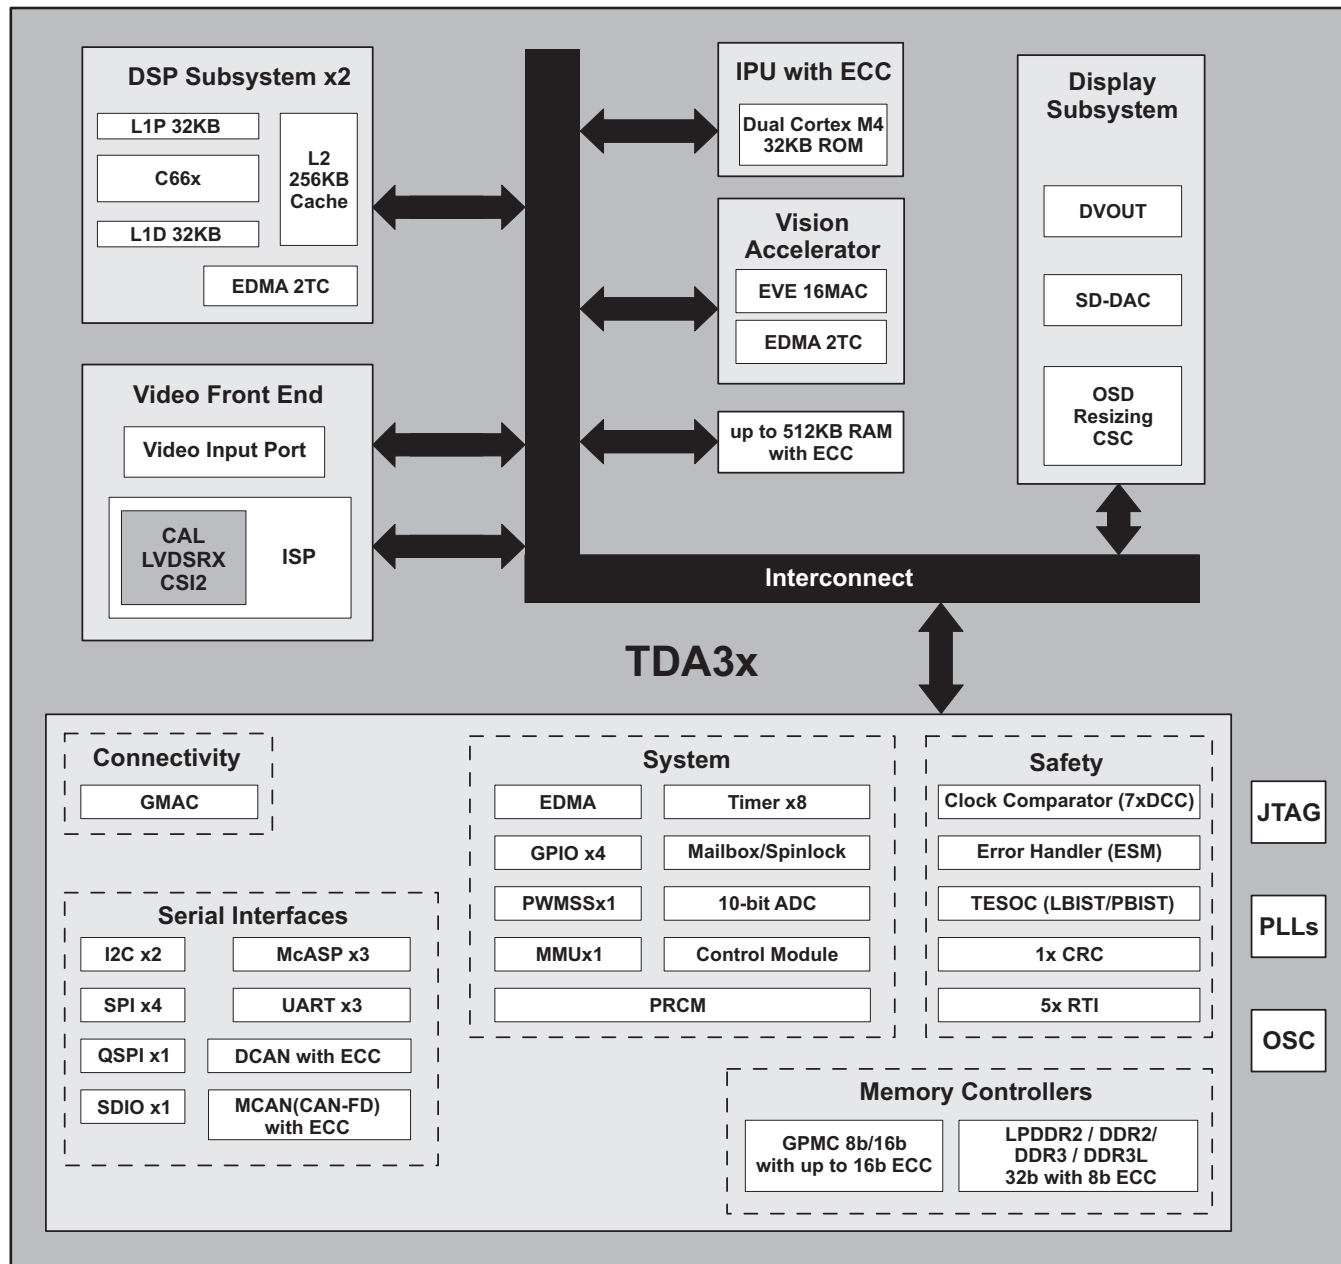 DSP Subsystem x2
L1P 32KB
C66x
L1D 32KB
L2
256KB
Cache
EDMA 2TC
Video Front End
Video Input Port
CAL
LVDSRX
CSI2
ISP
IPU with ECC
Dual Cortex M4
32KB ROM
Vision
Accelerator
EVE 16MAC
EDMA 2TC
up to 512KB RAM
with ECC
Display
Subsystem
DVOUT
SD-DAC
OSD
Resizing
CSC
Interconnect
TDA3x
Connectivity
GMAC
Serial Interfaces
I2C x2
McASP x3
SPI x4
UART x3
QSPI x1
DCAN with ECC
SDIO x1
MCAN(CAN-FD)
with ECC
System
EDMA
Timer x8
GPIO x4
Mailbox/Spinlock
PWMSSx1
10-bit ADC
MMUx1
Control Module
PRCM
Safety
Clock Comparator (7xDCC)
Error Handler (ESM)
TESOC (LBIST/PBIST)
1x CRC
5x RTI
Memory Controllers
GPMC 8b/16b
with up to 16b ECC
LPDDR2 / DDR2/
DDR3 / DDR3L
32b with 8b ECC
JTAG
PLLs
OSC